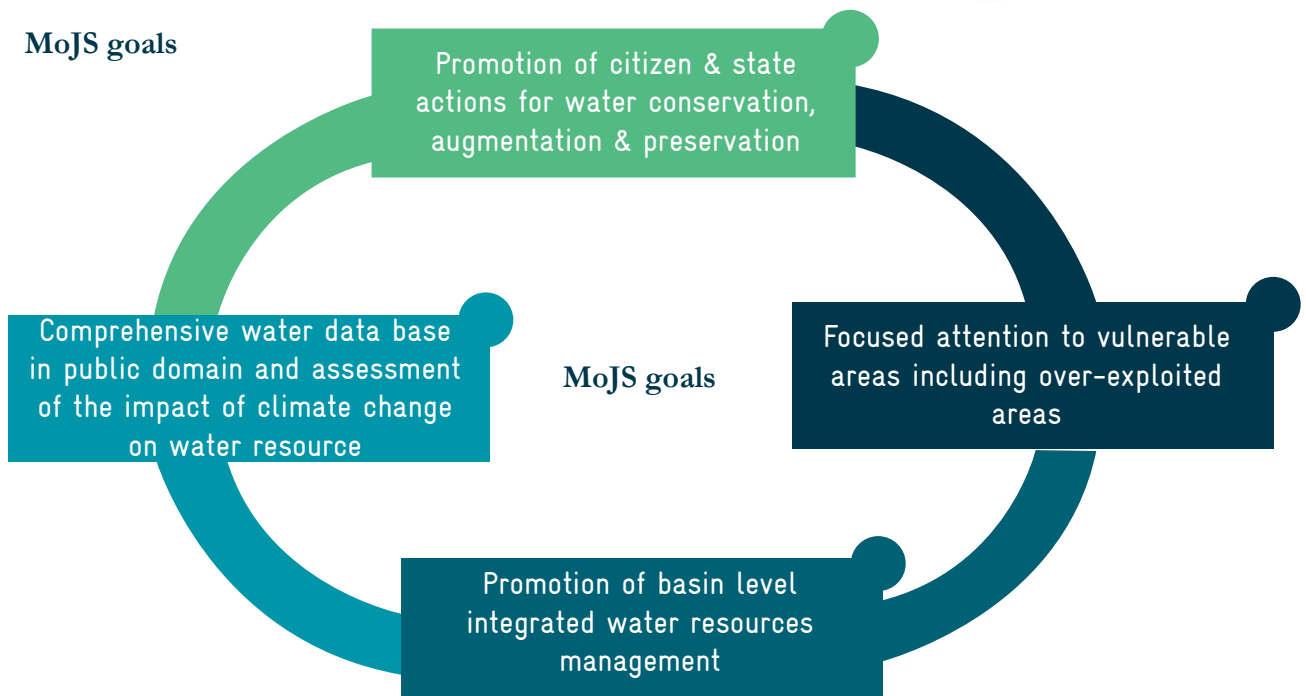 MoJS goals
Promotion of citizen & state
actions for water conservation,
augmentation & preservation
Comprehensive water data base
in public domain and assessment
of the impact of climate change
on water resource
MoJS goals
Focused attention to vulnerable
areas including over-exploited
areas
Promotion of basin level
integrated water resources
management